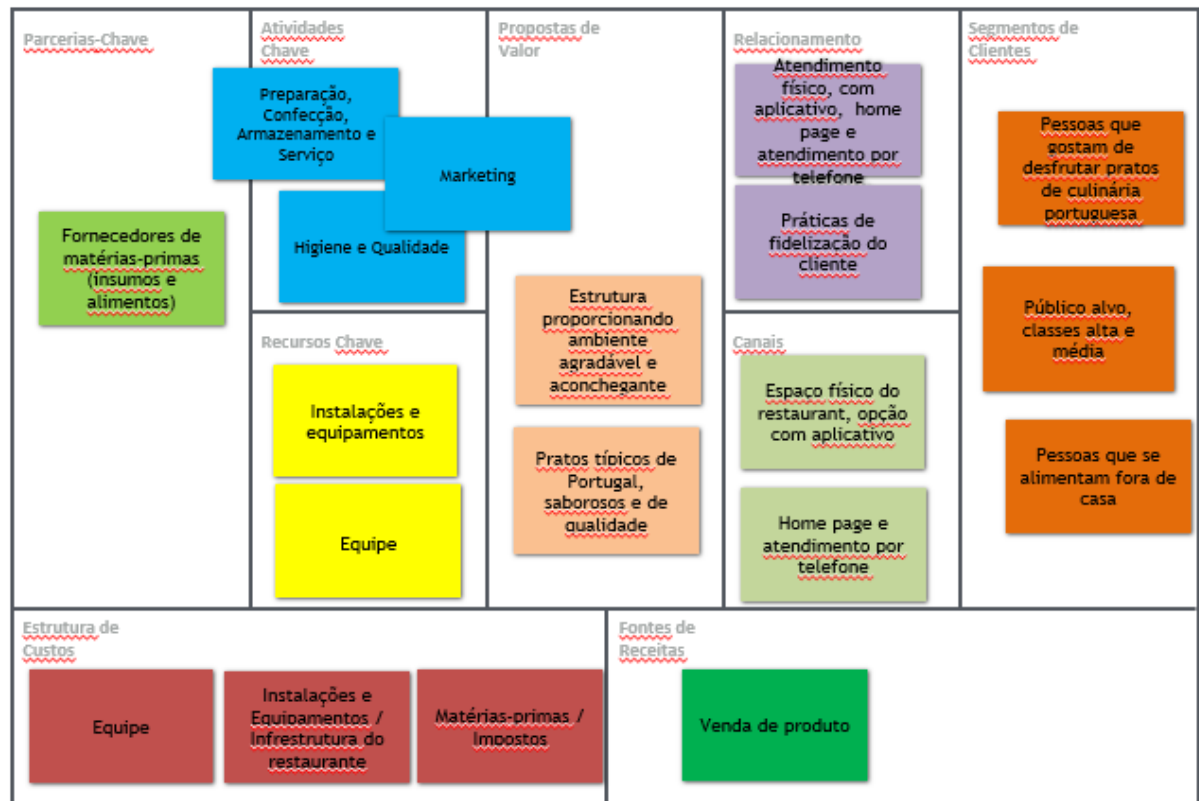 Parcerias-Chave
Fornecedores de
matérias-primas
(insumos e
alimentos)
Atividades
Chave
Preparação,
Confecção,
Armazenamento e
Serviço
Marketing
Higiene e Qualidade
Recursos Chave
Instalações e
equipamentos
Equipe
Propostas de
Valor
Estrutura
proporcionando
ambiente
agradável e
aconchegante
Pratos típicos de
Portugal,
saborosos e de
qualidade
Relacionamento
Atendimento
físico, com
aplicativo, home
page e
atendimento por
telefone
Práticas de
fidelização do
cliente
Canais
Espaço físico do
restaurant, opção
com aplicativo
Home page e
atendimento por
telefone
Segmentos de
Clientes
Pessoas que
gostam de
desfrutar pratos
de culinária
portuguesa
Público alvo,
classes alta e
média
Pessoas que se
alimentam fora de
casa
Estrutura de
Custos
Equipe
Instalações e
Equipamentos /
Infrestrutura do
restaurante
Matérias-primas /
Impostos
Fontes de
Receitas
Venda de produto